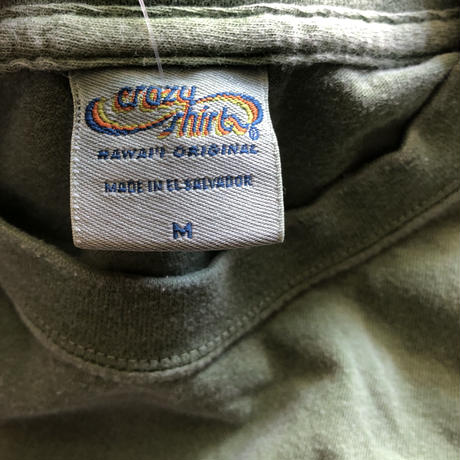 crazy
shirts®
HAWAI'I ORIGINAL
MADE IN EL SALVADOR
M